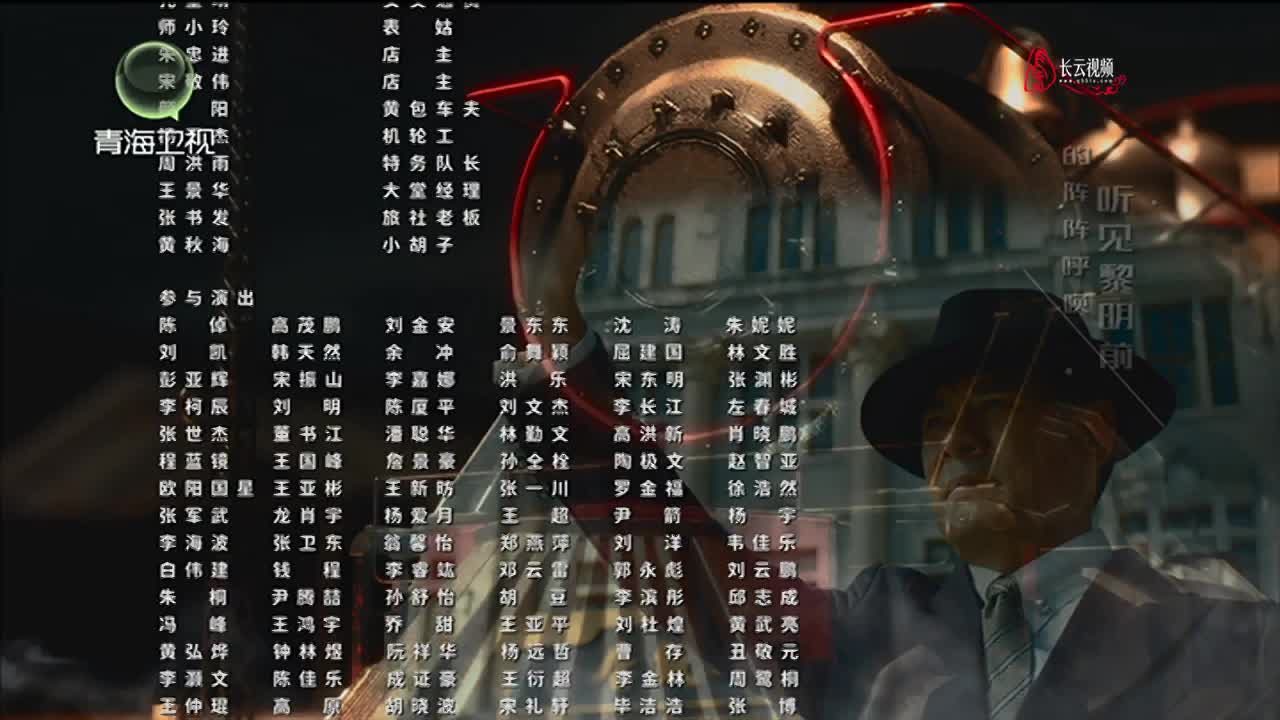 师小玲 表姑
朱忠进 店主
宋敬伟 店主
阳 黄包车夫
杰 机轮工
周洪雨 特务队长
王景华 大堂经理
张书发 旅社老板
黄秋海 小胡子
青海卫视
长云视频
www.qhbtv.com
听见黎明前
的阵阵呼唤
参与演出
陈倬 高茂鹏 刘金安 景东东 沈涛 朱妮妮
刘凯 韩天然 余冲 俞舞颖 屈建国 林文胜
彭亚辉 宋振山 李嘉娜 洪乐 宋东明 张渊彬
李柯辰 刘明 陈厦平 刘文杰 李长江 左春城
张世杰 董书江 潘聪华 林勤文 高洪新 肖晓鹏
程蓝镜 王国峰 詹景豪 孙全栓 陶极文 赵智亚
欧阳国星 王亚彬 王新昉 张一川 罗金福 徐浩然
张军武 龙肖宇 杨爱月 王超 尹箭 杨宇
李海波 张卫东 翁馨怡 郑燕萍 刘洋 韦佳乐
白伟建 钱程 李睿竑 邓云雷 郭永彪 刘云鹏
朱桐 尹腾喆 孙舒怡 胡豆 李滨彤 邱志成
冯峰 王鸿宇 乔甜 王亚平 刘杜煌 黄武亮
黄弘烨 钟林煜 阮祥华 杨远哲 曹存 丑敬元
李灏文 陈佳乐 成证豪 王衍超 李金林 周鹭桐
王仲琨 高原 胡晓波 宋礼轩 毕洁浩 张博